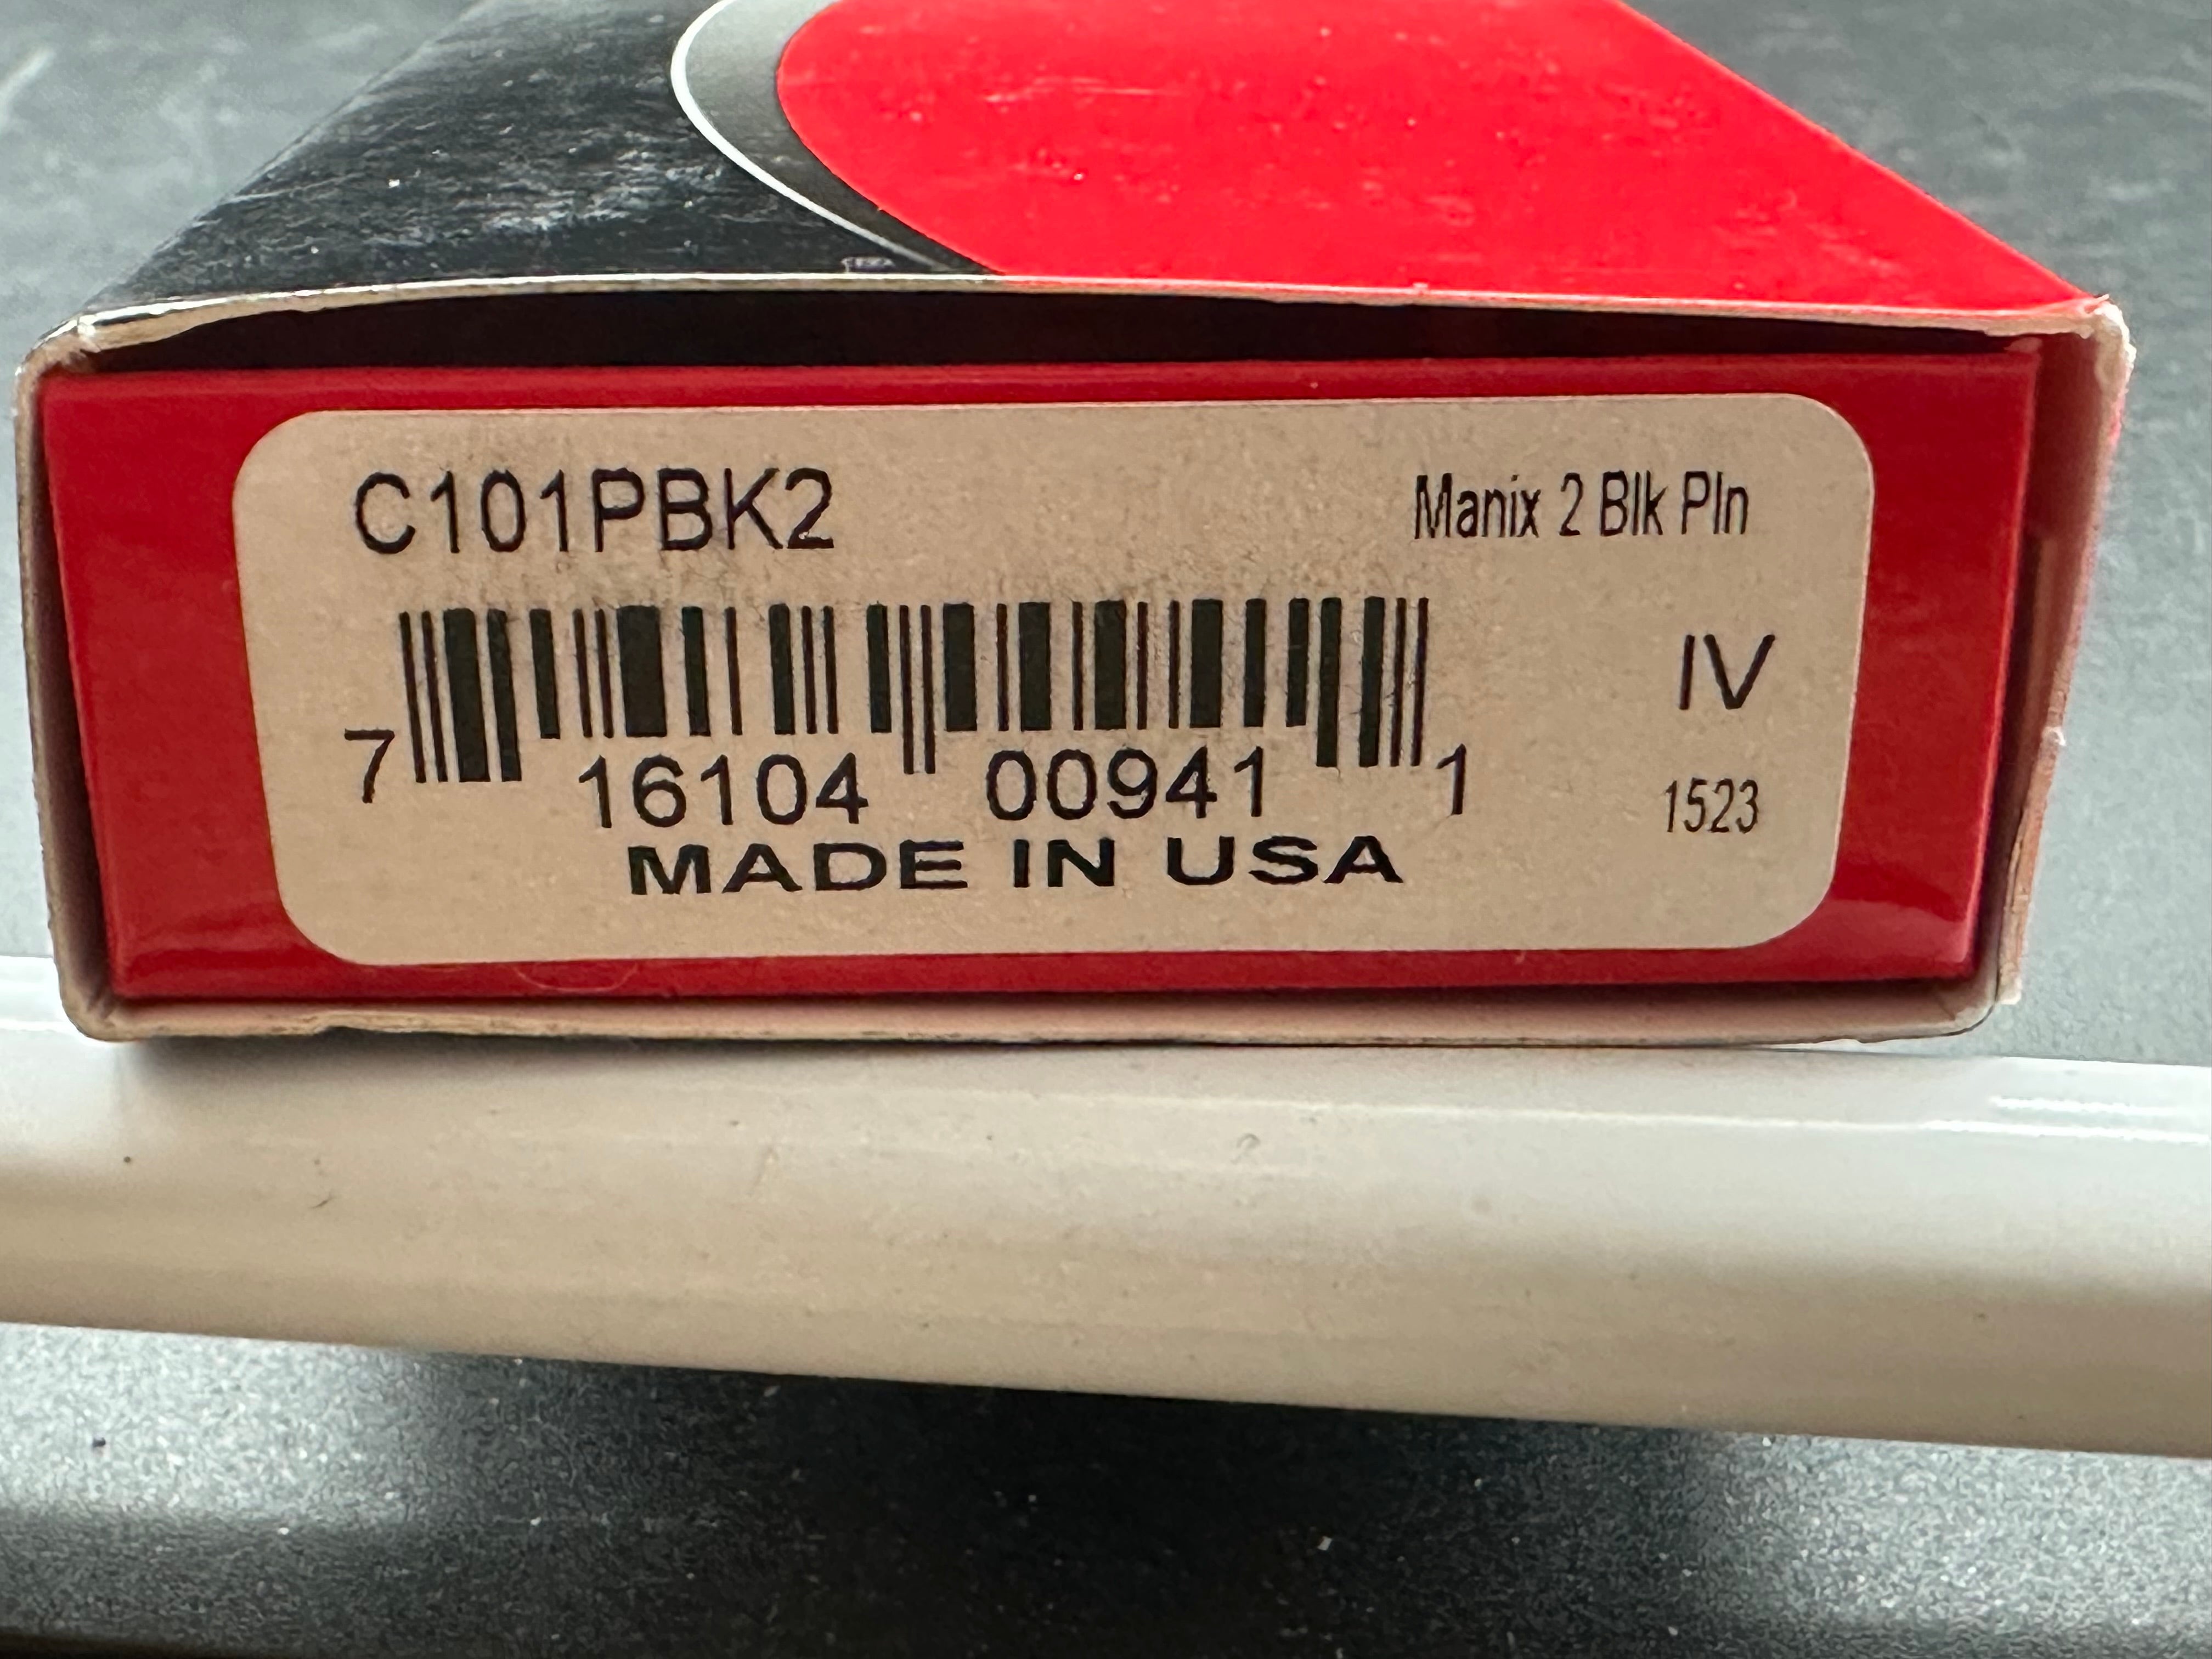 C101PBK2 Manix 2 Blk Pln
IV
7 16104 00941 1
1523
MADE IN USA